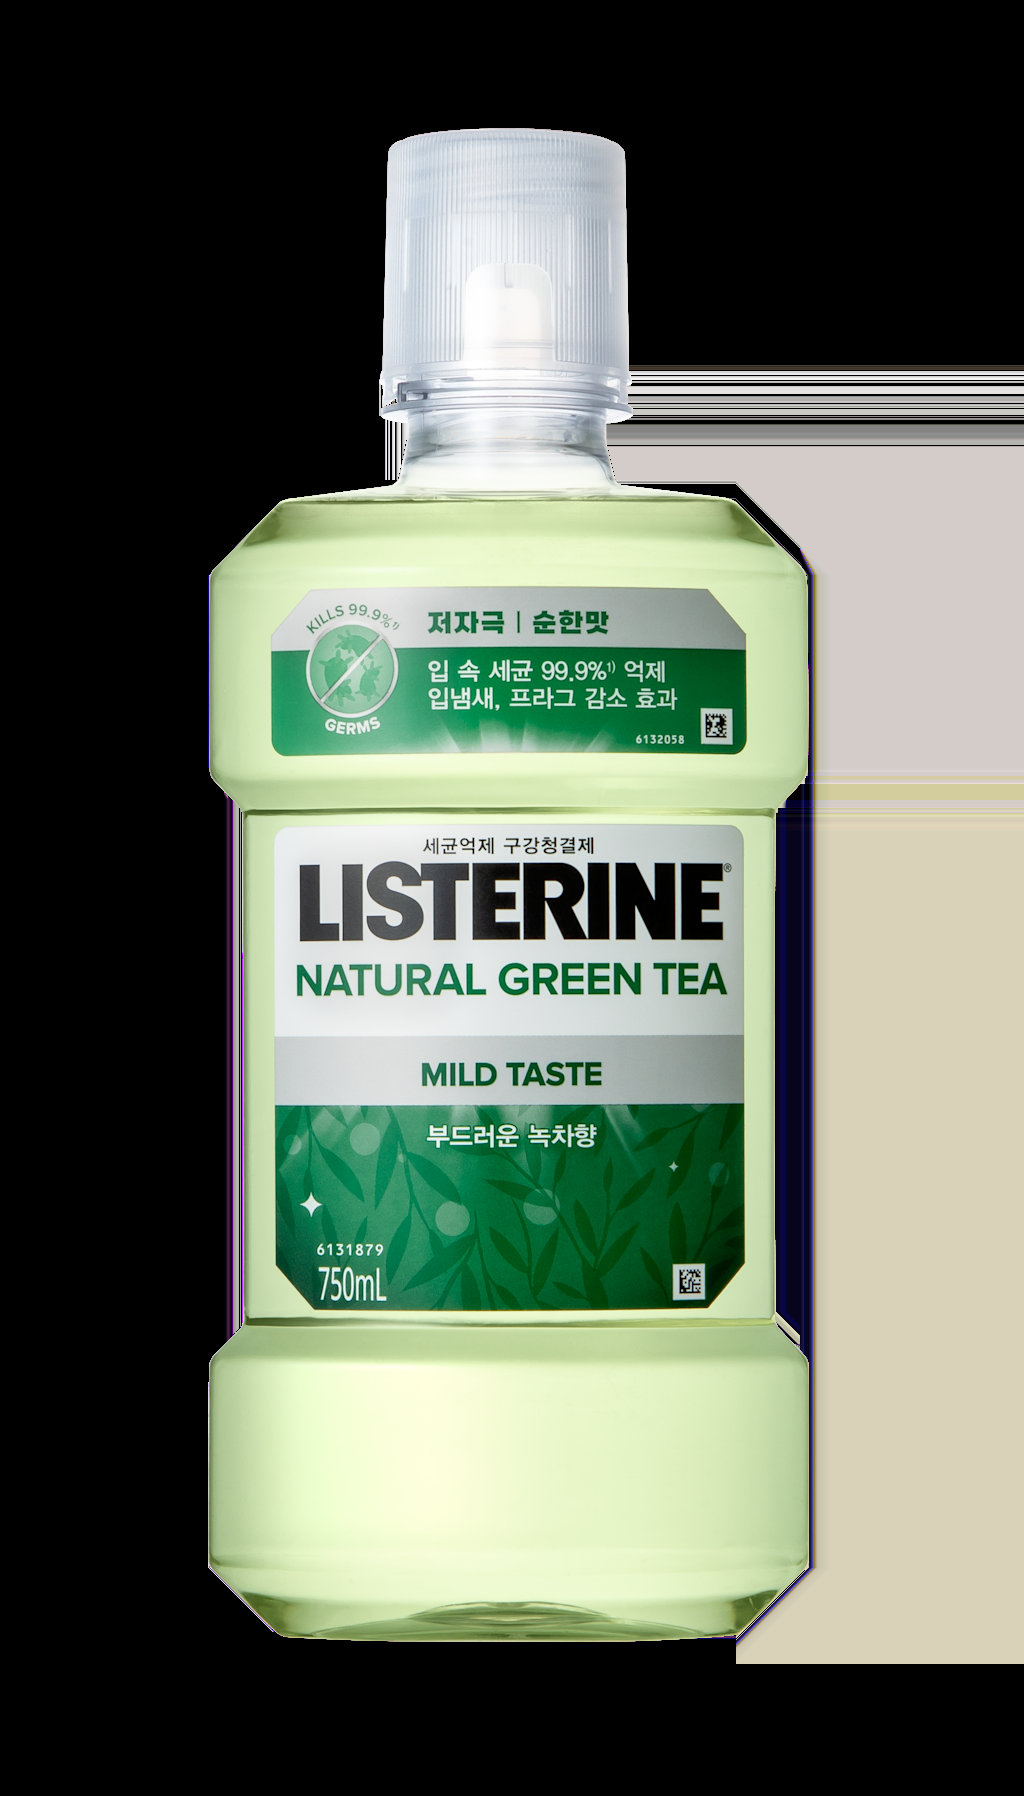 KILLS 99.9%¹⁾
GERMS
저자극 | 순한맛
입 속 세균 99.9%¹⁾ 억제
입냄새, 프라그 감소 효과
6132058
세균억제 구강청결제
LISTERINE®
NATURAL GREEN TEA
MILD TASTE
부드러운 녹차향
6131879
750mL